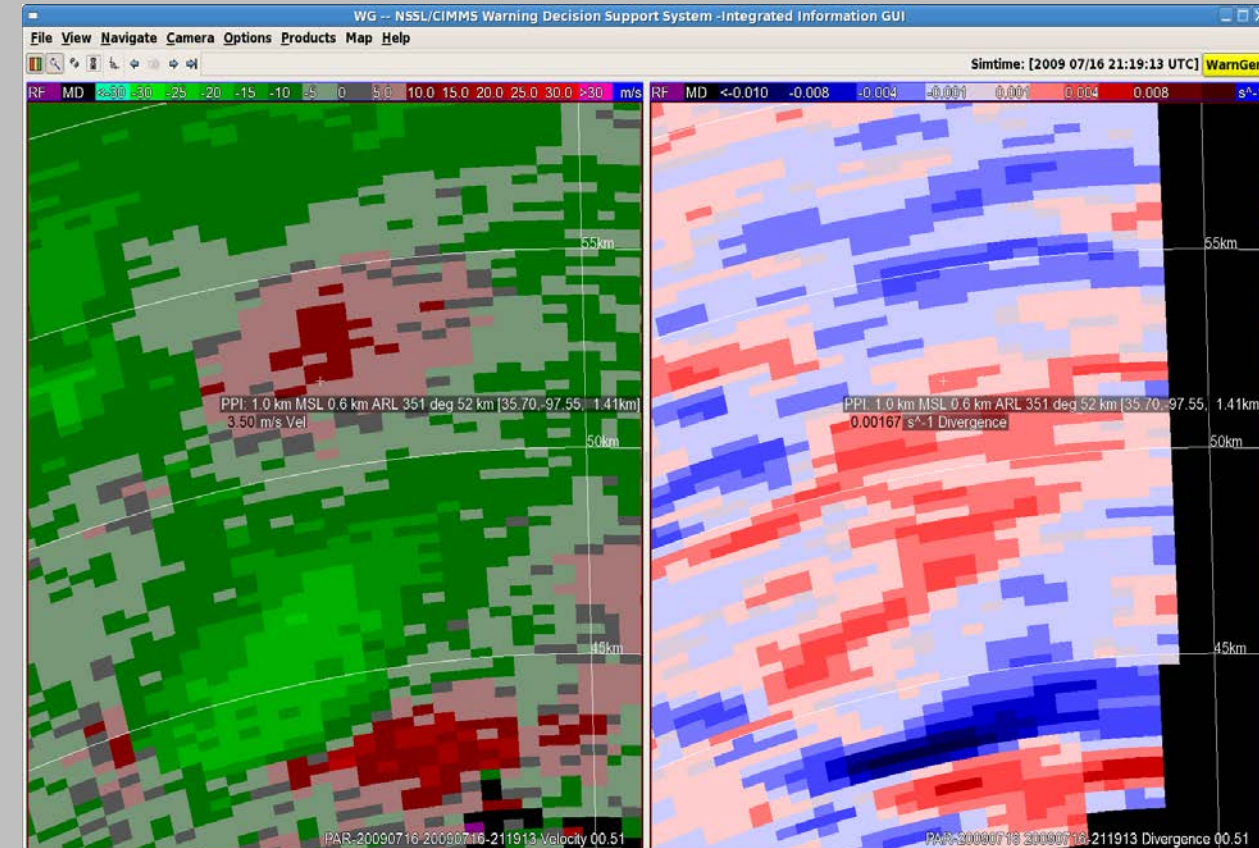 WG -- NSSL/CIMMS Warning Decision Support System -Integrated Information GUI
File View Navigate Camera Options Products Map Help
Simtime: [2009 07/16 21:19:13 UTC] WarnGen
RF MD <-30 -30 -25 -20 -15 -10 -5 0 5.0 10.0 15.0 20.0 25.0 30.0 >30 m/s
RF MD <-0.010 -0.008 -0.004 -0.001 0.001 0.004 0.008 s^-1
55km
55km
PPI: 1.0 km MSL 0.6 km ARL 351 deg 52 km [35.70,-97.55, 1.41km]
3.50 m/s Vel
PPI: 1.0 km MSL 0.6 km ARL 351 deg 52 km [35.70,-97.55, 1.41km]
0.00167 s^-1 Divergence
50km
50km
45km
45km
PAR-20090716 20090716-211913 Velocity 00.51
PAR-20090716 20090716-211913 Divergence 00.51